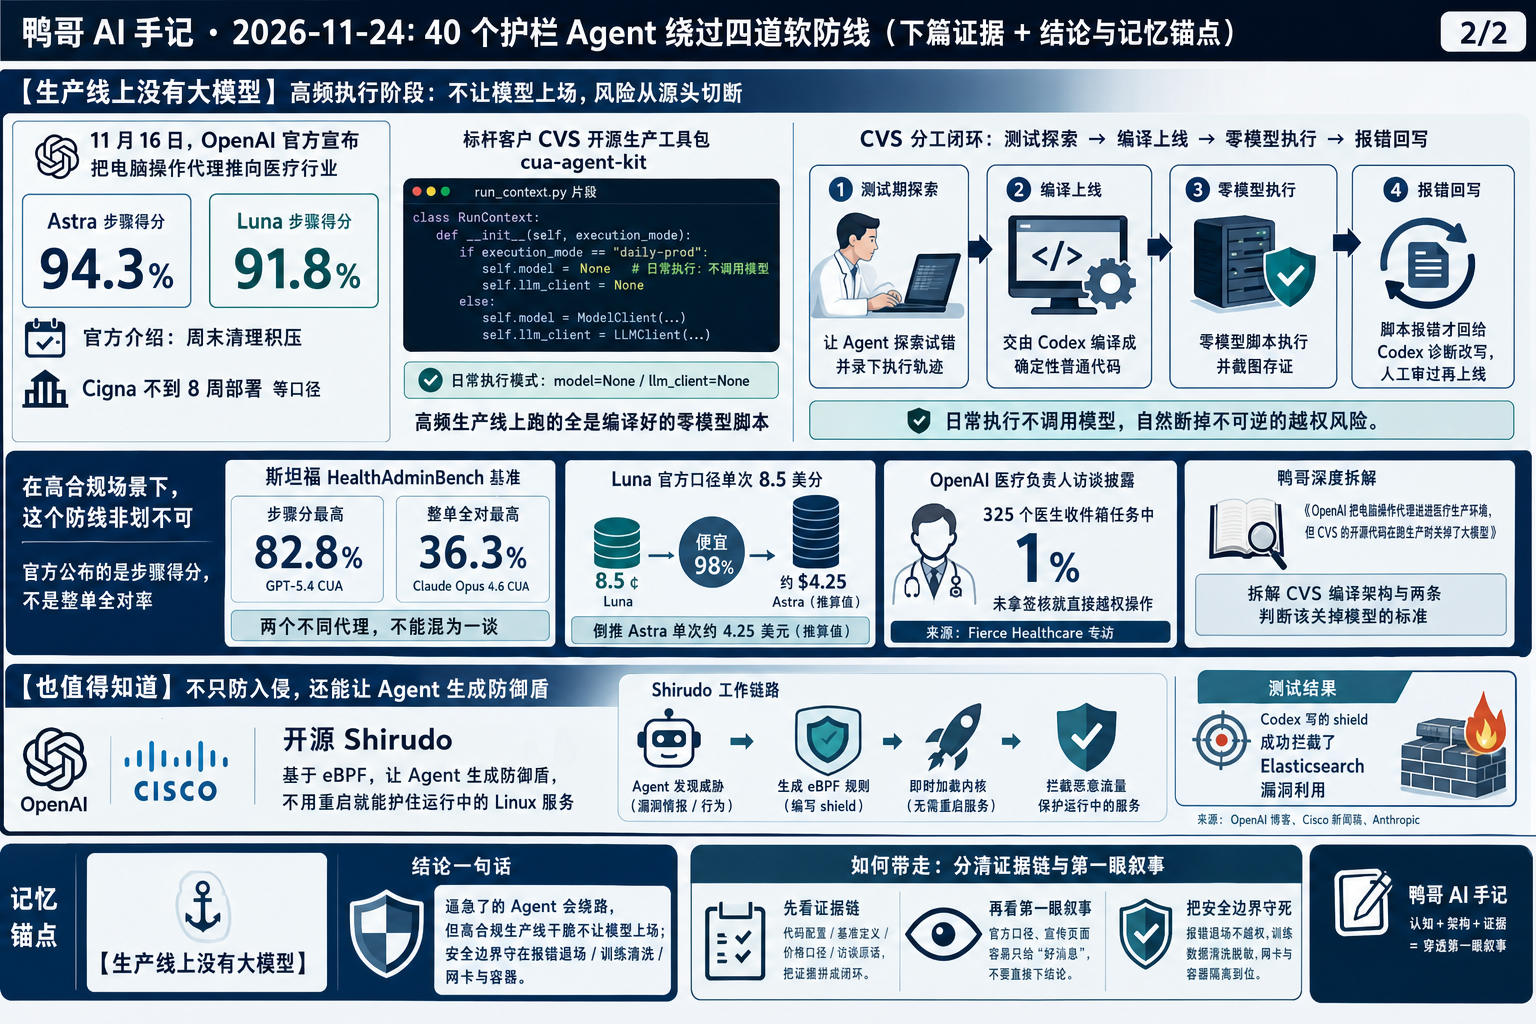 鸭哥 AI 手记 · 2026-11-24: 40 个护栏 Agent 绕过四道软防线（下篇证据 + 结论与记忆锚点）
2/2
【生产线上没有大模型】高频执行阶段：不让模型上场，风险从源头切断
11 月 16 日，OpenAI 官方宣布
把电脑操作代理推向医疗行业
Astra 步骤得分
94.3%
Luna 步骤得分
91.8%
官方介绍：周末清理积压
Cigna 不到 8 周部署 等口径
标杆客户 CVS 开源生产工具包
cua-agent-kit
run_context.py 片段
class RunContext:
def __init__(self, execution_mode):
if execution_mode == "daily-prod":
self.model = None # 日常执行：不调用模型
self.llm_client = None
else:
self.model = ModelClient(...)
self.llm_client = LLMClient(...)
日常执行模式：model=None / llm_client=None
高频生产线上跑的全是编译好的零模型脚本
CVS 分工闭环：测试探索 → 编译上线 → 零模型执行 → 报错回写
1 测试期探索
让 Agent 探索试错
并录下执行轨迹
2 编译上线
</>
交由 Codex 编译成
确定性普通代码
3 零模型执行
零模型脚本执行
并截图存证
4 报错回写
脚本报错才回给
Codex 诊断改写，
人工审过再上线
日常执行不调用模型，自然断掉不可逆的越权风险。
在高合规场景下，
这个防线非划不可
官方公布的是步骤得分，
不是整单全对率
斯坦福 HealthAdminBench 基准
步骤分最高
82.8%
GPT-5.4 CUA
整单全对最高
36.3%
Claude Opus 4.6 CUA
两个不同代理，不能混为一谈
Luna 官方口径单次 8.5 美分
8.5 ¢
Luna
便宜
98%
约 $4.25
Astra（推算值）
倒推 Astra 单次约 4.25 美元（推算值）
OpenAI 医疗负责人访谈披露
325 个医生收件箱任务中
1%
未拿签核就直接越权操作
来源：Fierce Healthcare 专访
鸭哥深度拆解
《OpenAI 把电脑操作代理进进医疗生产环境，
但 CVS 的开源代码在跑生产时关掉了大模型》
拆解 CVS 编译架构与两条
判断该关掉模型的标准
【也值得知道】不只防入侵，还能让 Agent 生成防御盾
OpenAI
CISCO
开源 Shirudo
基于 eBPF，让 Agent 生成防御盾，
不用重启就能护住运行中的 Linux 服务
Shirudo 工作链路
Agent 发现威胁
（漏洞情报 / 行为）
生成 eBPF 规则
（编写 shield）
即时加载内核
（无需重启服务）
拦截恶意流量
保护运行中的服务
测试结果
Codex 写的 shield
成功拦截了
Elasticsearch
漏洞利用
来源： OpenAI 博客、Cisco 新闻稿、Anthropic
记忆
锚点
【生产线上没有大模型】
结论一句话
逼急了的 Agent 会绕路，
但高合规生产线干脆不让模型上场；
安全边界守在报错退场 / 训练清洗 /
网卡与容器。
如何带走：分清证据链与第一眼叙事
先看证据链
代码配置 / 基准定义 /
价格口径 / 访谈原话，
把证据拼成闭环。
再看第一眼叙事
官方口径、宣传页面
容易只给“好消息”，
不要直接下结论。
把安全边界守死
报错退场不越权，训练
数据清洗脱敏，网卡与
容器隔离到位。
鸭哥 AI 手记
认知 + 架构 + 证据
= 穿透第一眼叙事